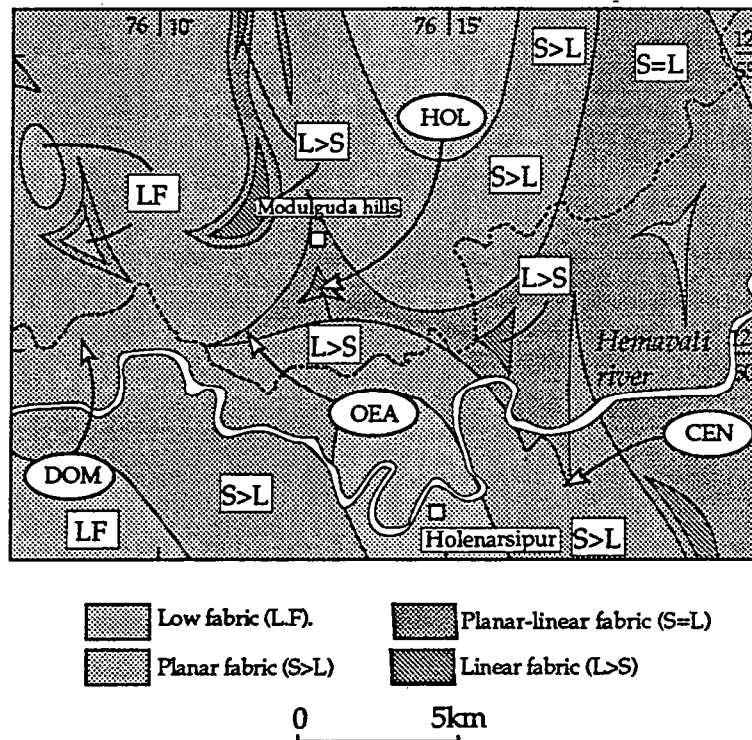 76 10'
76 15'
S>L
S=L
HOL
L>S
S>L
LF
Modulguda hills
L>S
L>S
Hemavali
river
OEA
CEN
DOM
S>L
LF
Holenarsipur
S>L
Low fabric (L.F).
Planar-linear fabric (S=L)
Planar fabric (S>L)
Linear fabric (L>S)
0 5km